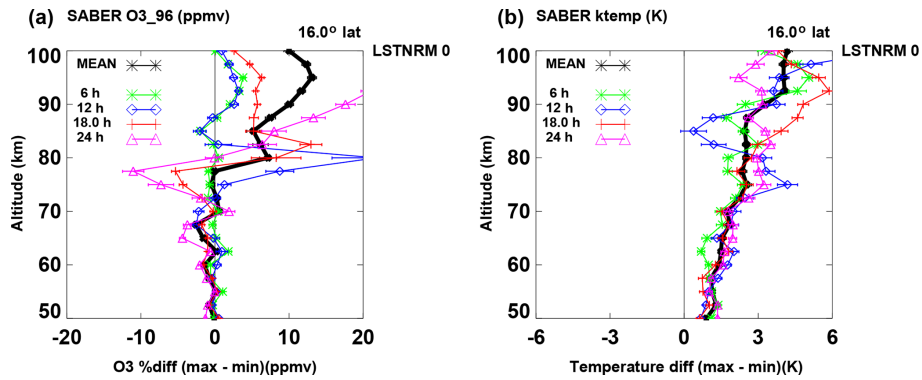 (a) SABER O3_96 (ppmv)
16.0° lat
LSTNRM 0
MEAN
6 h
12 h
18.0 h
24 h
100
90
80
70
60
50
Altitude (km)
-20 -10 0 10 20
O3 %diff (max - min)(ppmv)
(b) SABER ktemp (K)
16.0° lat
LSTNRM 0
MEAN
6 h
12 h
18.0 h
24 h
100
90
80
70
60
50
Altitude (km)
-6 -3 0 3 6
Temperature diff (max - min)(K)